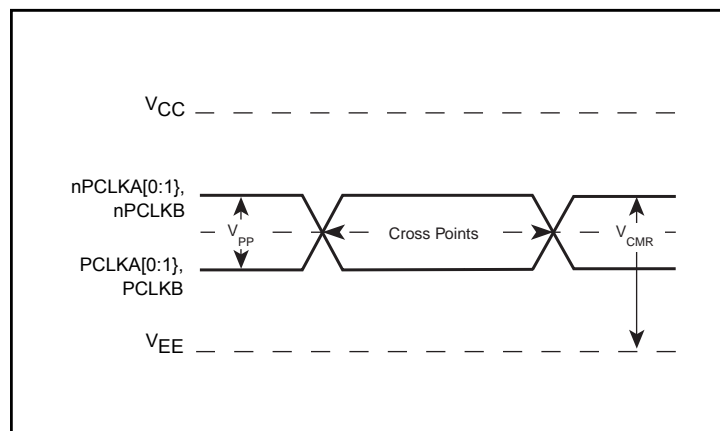 VCC
nPCLKA[0:1},
nPCLKB
VPP
Cross Points
VCMR
PCLKA[0:1},
PCLKB
VEE